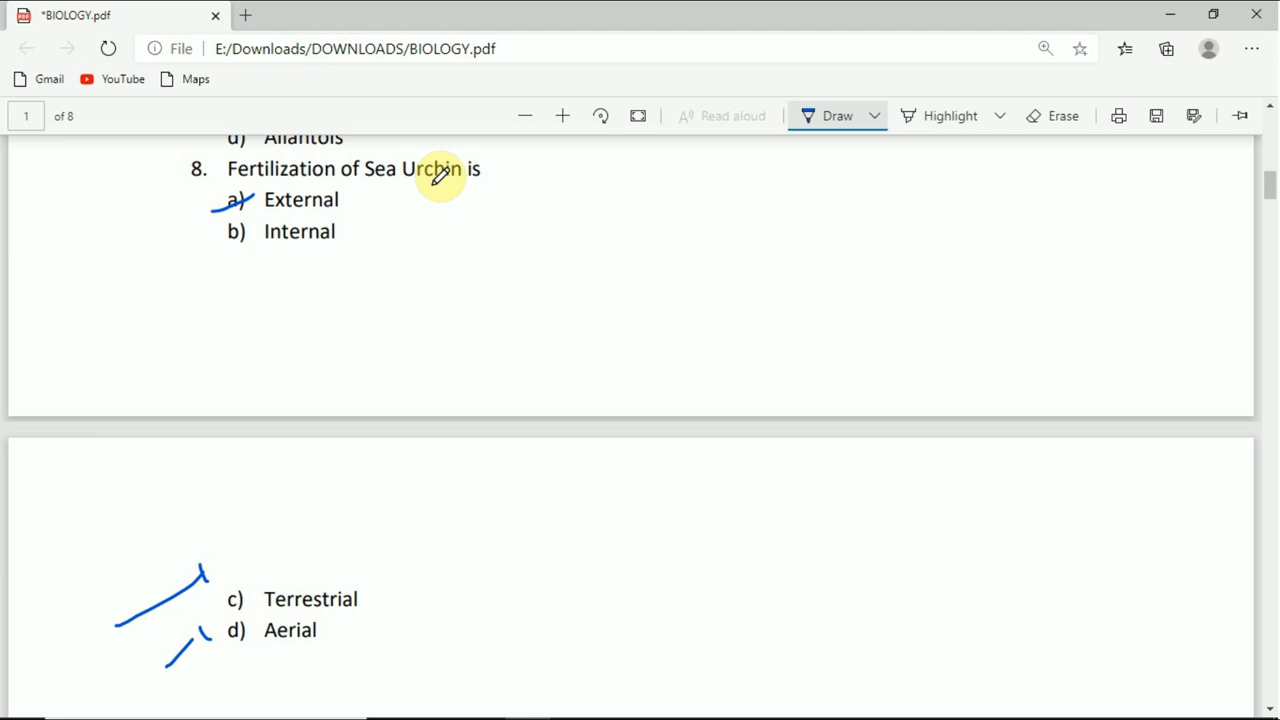 *BIOLOGY.pdf
File E:/Downloads/DOWNLOADS/BIOLOGY.pdf
Gmail YouTube Maps
1 of 8 Read aloud Draw Highlight Erase
d) Allantois
8. Fertilization of Sea Urchin is
a) External
b) Internal
c) Terrestrial
d) Aerial